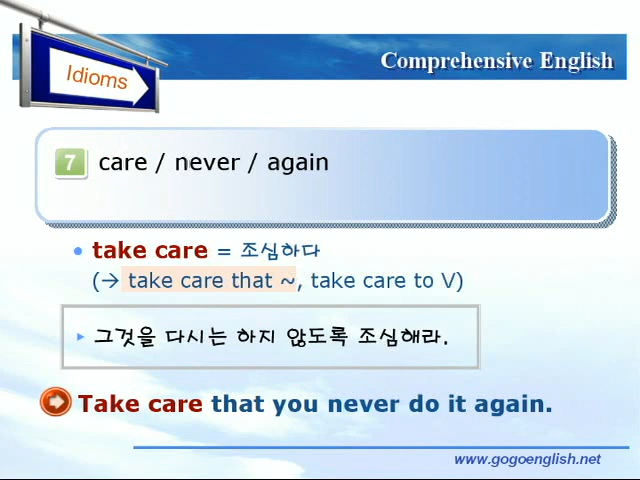 Comprehensive English
Idioms
7 care / never / again
• take care = 조심하다
(→ take care that ~, take care to V)
▸ 그것을 다시는 하지 않도록 조심해라.
Take care that you never do it again.
www.gogoenglish.net